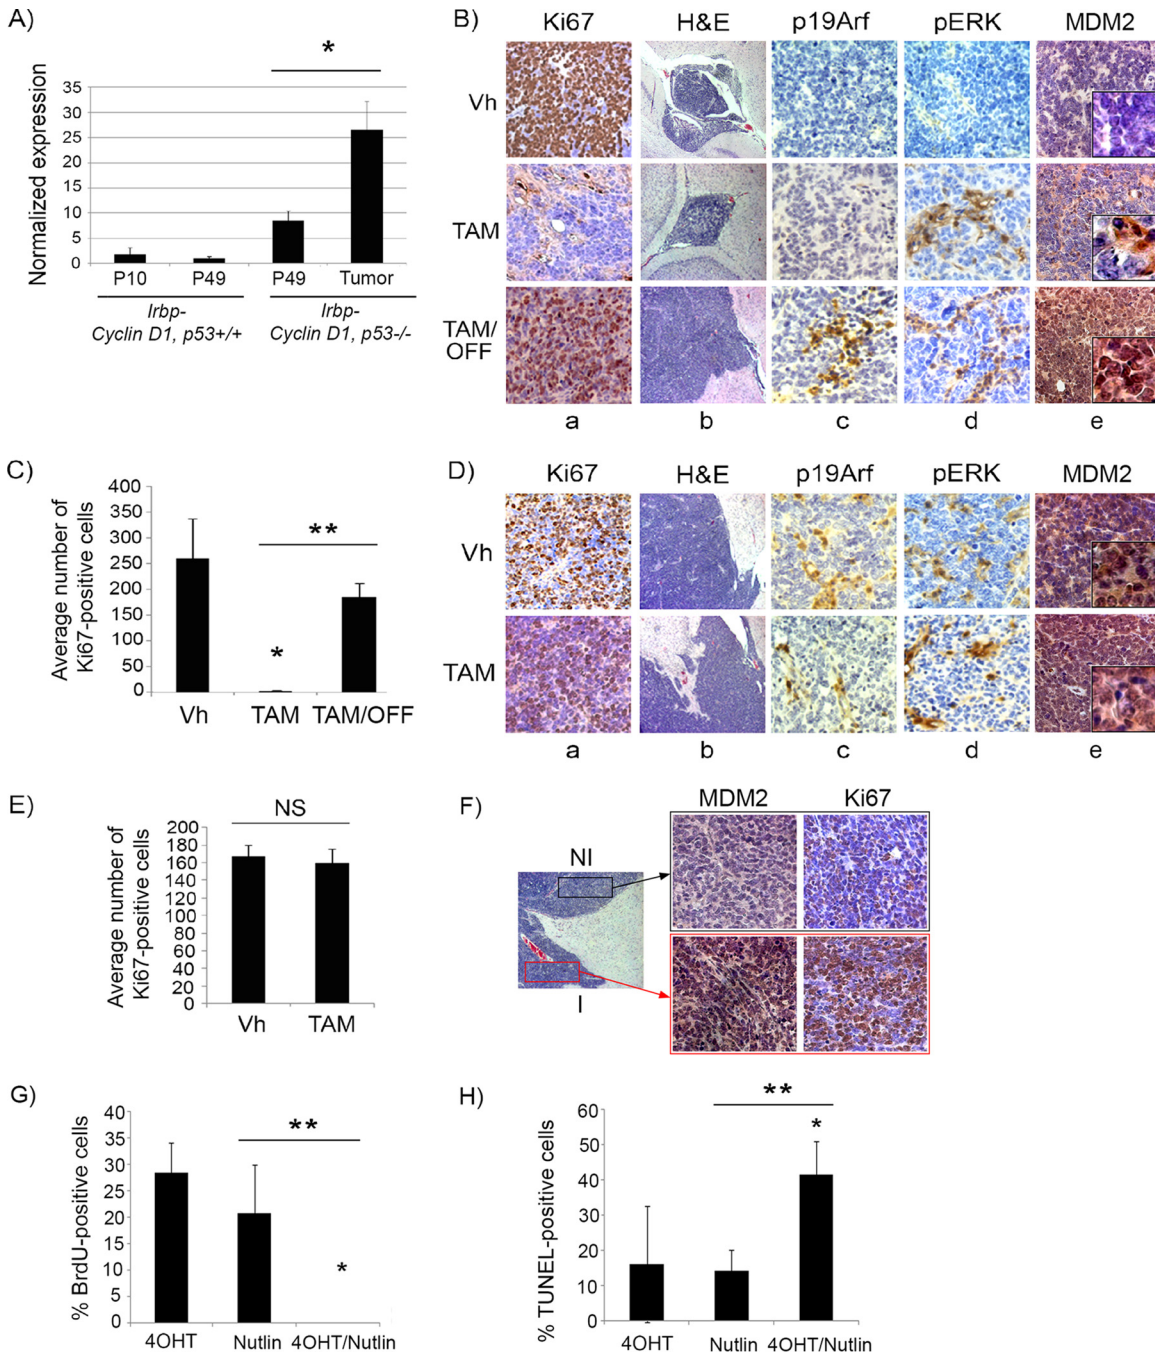 A)
*
35
30
25
20
15
10
5
0
Normalized expression
P10 P49 P49 Tumor
Irbp- Irbp-
Cyclin D1, p53+/+ Cyclin D1, p53-/-
B)
Ki67 H&E p19Arf pERK MDM2
Vh
TAM
TAM/
OFF
a b c d e
C)
400
350
300
250
200
150
100
50
0
Average number of
Ki67-positive cells
**
*
Vh TAM TAM/OFF
D)
Ki67 H&E p19Arf pERK MDM2
Vh
TAM
a b c d e
E)
NS
200
180
160
140
120
100
80
60
40
20
0
Average number of
Ki67-positive cells
Vh TAM
F)
MDM2 Ki67
NI
I
G)
40
35
30
25
20
15
10
5
0
% BrdU-positive cells
**
*
4OHT Nutlin 4OHT/Nutlin
H)
60
50
40
30
20
10
0
% TUNEL-positive cells
**
*
4OHT Nutlin 4OHT/Nutlin